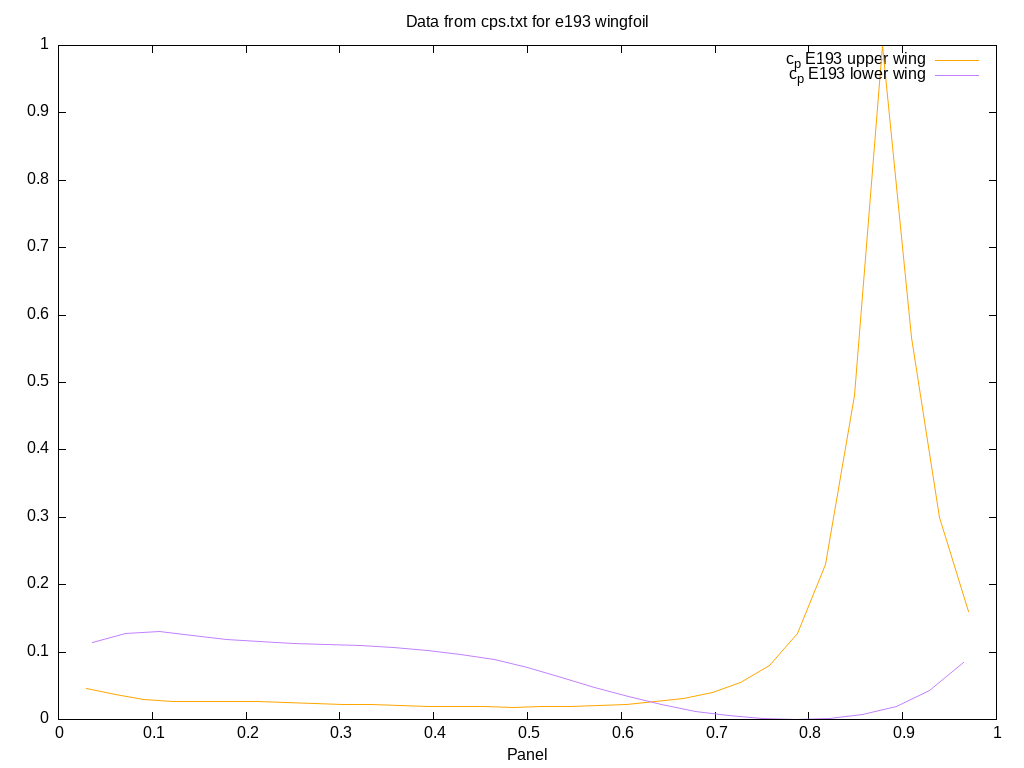 Data from cps.txt for e193 wingfoil
1
cp E193 upper wing
cp E193 lower wing
0.9
0.8
0.7
0.6
0.5
0.4
0.3
0.2
0.1
0
0 0.1 0.2 0.3 0.4 0.5 0.6 0.7 0.8 0.9 1
Panel